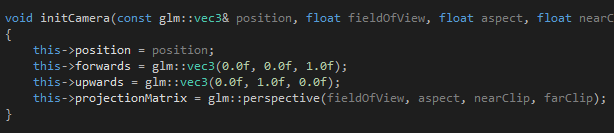 void initCamera(const glm::vec3& position, float fieldOfView, float aspect, float nearC
{
this->position = position;
this->forwards = glm::vec3(0.0f, 0.0f, 1.0f);
this->upwards = glm::vec3(0.0f, 1.0f, 0.0f);
this->projectionMatrix = glm::perspective(fieldOfView, aspect, nearClip, farClip);
}